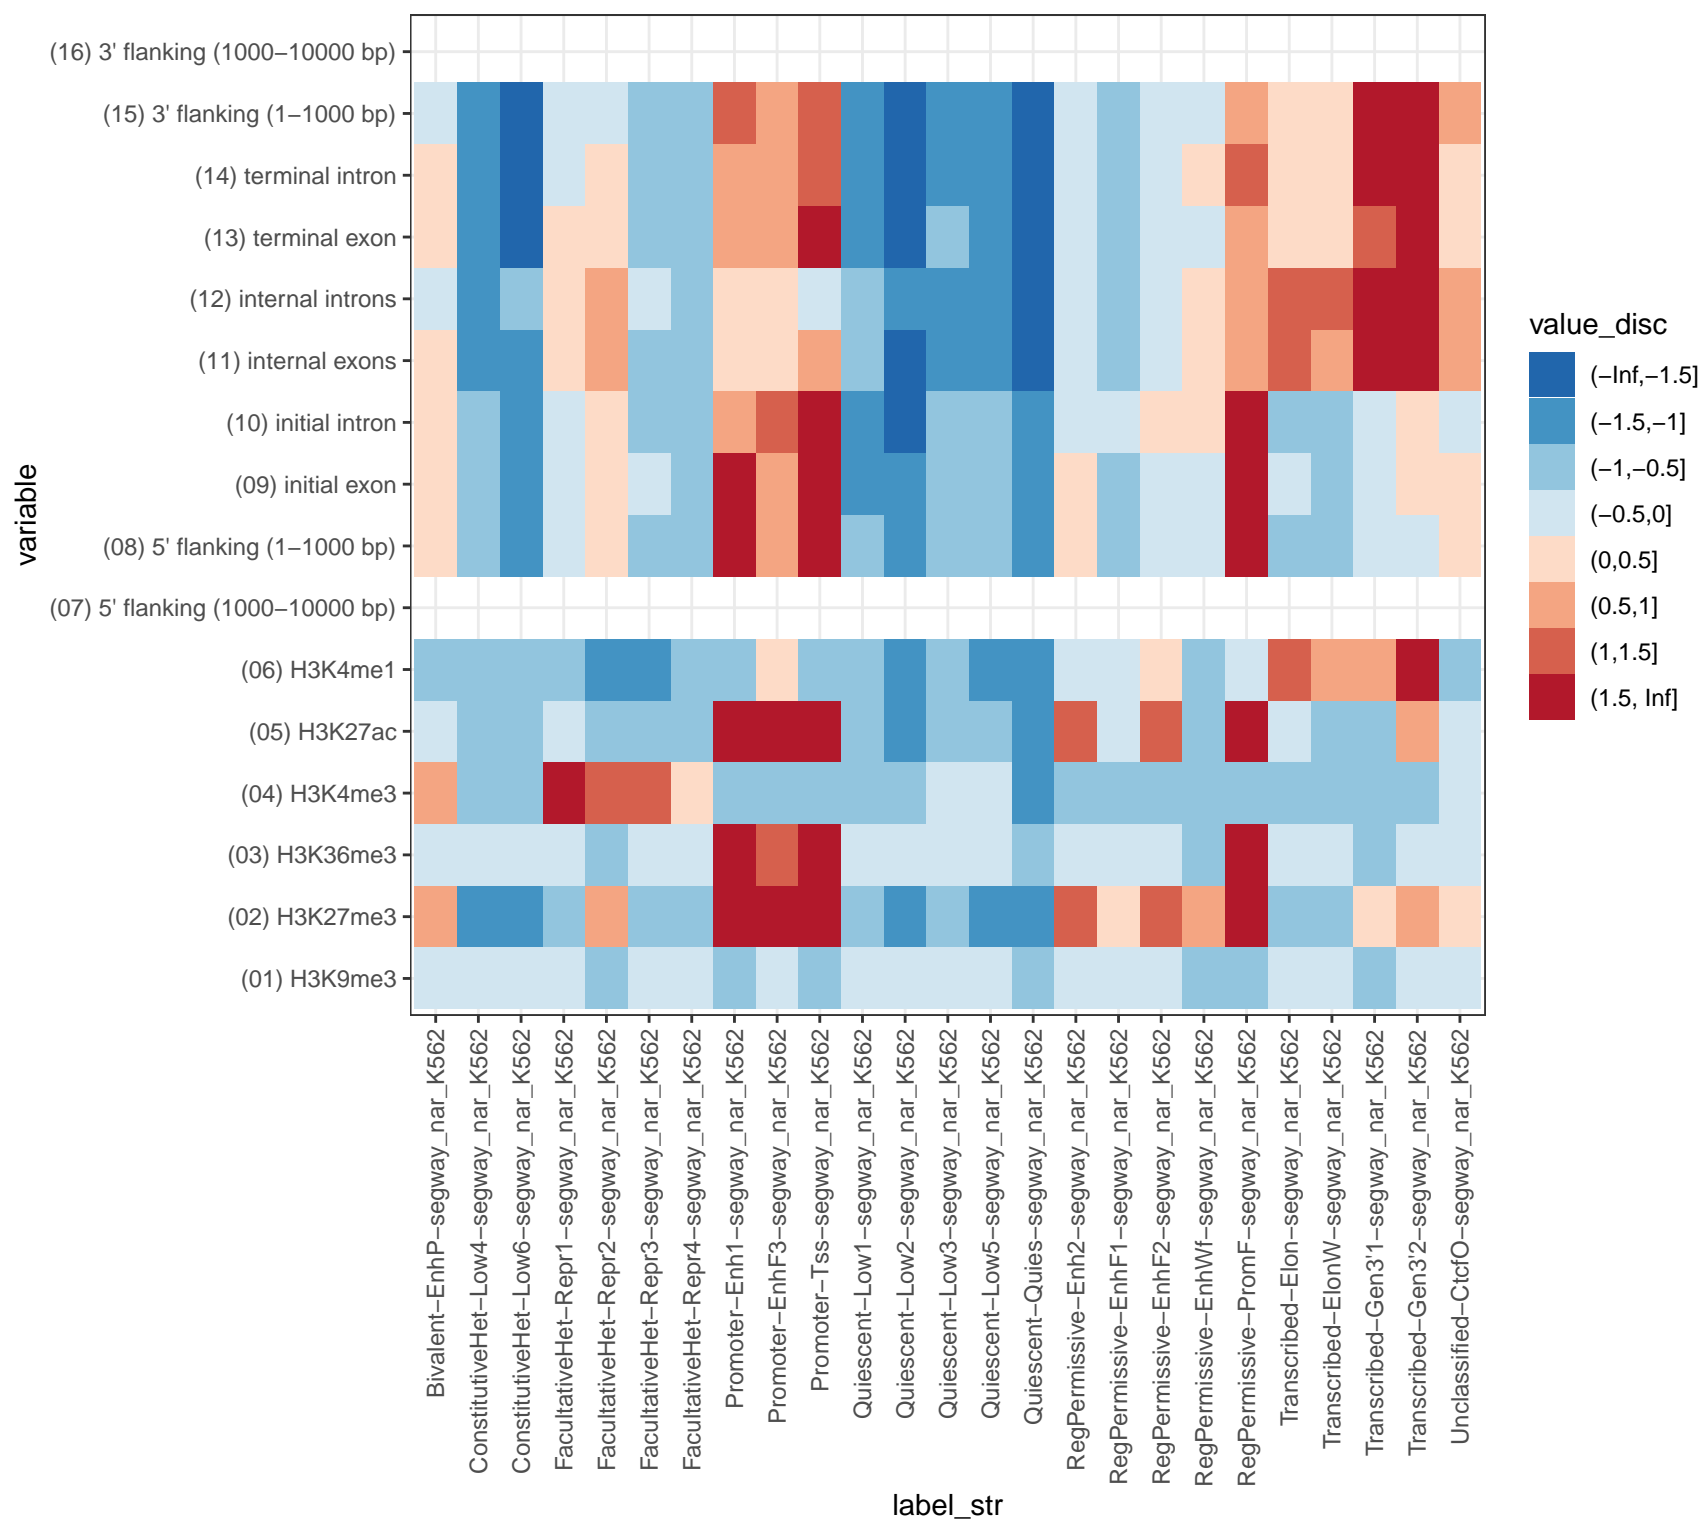 (16) 3' flanking (1000−10000 bp)
(15) 3' flanking (1−1000 bp)
(14) terminal intron
(13) terminal exon
(12) internal introns
(11) internal exons
(10) initial intron
(09) initial exon
(08) 5' flanking (1−1000 bp)
(07) 5' flanking (1000−10000 bp)
(06) H3K4me1
(05) H3K27ac
(04) H3K4me3
(03) H3K36me3
(02) H3K27me3
(01) H3K9me3
variable
Bivalent−EnhP−segway_nar_K562
ConstitutiveHet−Low4−segway_nar_K562
ConstitutiveHet−Low6−segway_nar_K562
FacultativeHet−Repr1−segway_nar_K562
FacultativeHet−Repr2−segway_nar_K562
FacultativeHet−Repr3−segway_nar_K562
FacultativeHet−Repr4−segway_nar_K562
Promoter−Enh1−segway_nar_K562
Promoter−EnhF3−segway_nar_K562
Promoter−Tss−segway_nar_K562
Quiescent−Low1−segway_nar_K562
Quiescent−Low2−segway_nar_K562
Quiescent−Low3−segway_nar_K562
Quiescent−Low5−segway_nar_K562
Quiescent−Quies−segway_nar_K562
RegPermissive−Enh2−segway_nar_K562
RegPermissive−EnhF1−segway_nar_K562
RegPermissive−EnhF2−segway_nar_K562
RegPermissive−EnhWf−segway_nar_K562
RegPermissive−PromF−segway_nar_K562
Transcribed−Elon−segway_nar_K562
Transcribed−ElonW−segway_nar_K562
Transcribed−Gen3'1−segway_nar_K562
Transcribed−Gen3'2−segway_nar_K562
Unclassified−CtcfO−segway_nar_K562
label_str
value_disc
(−Inf,−1.5]
(−1.5,−1]
(−1,−0.5]
(−0.5,0]
(0,0.5]
(0.5,1]
(1,1.5]
(1.5, Inf]